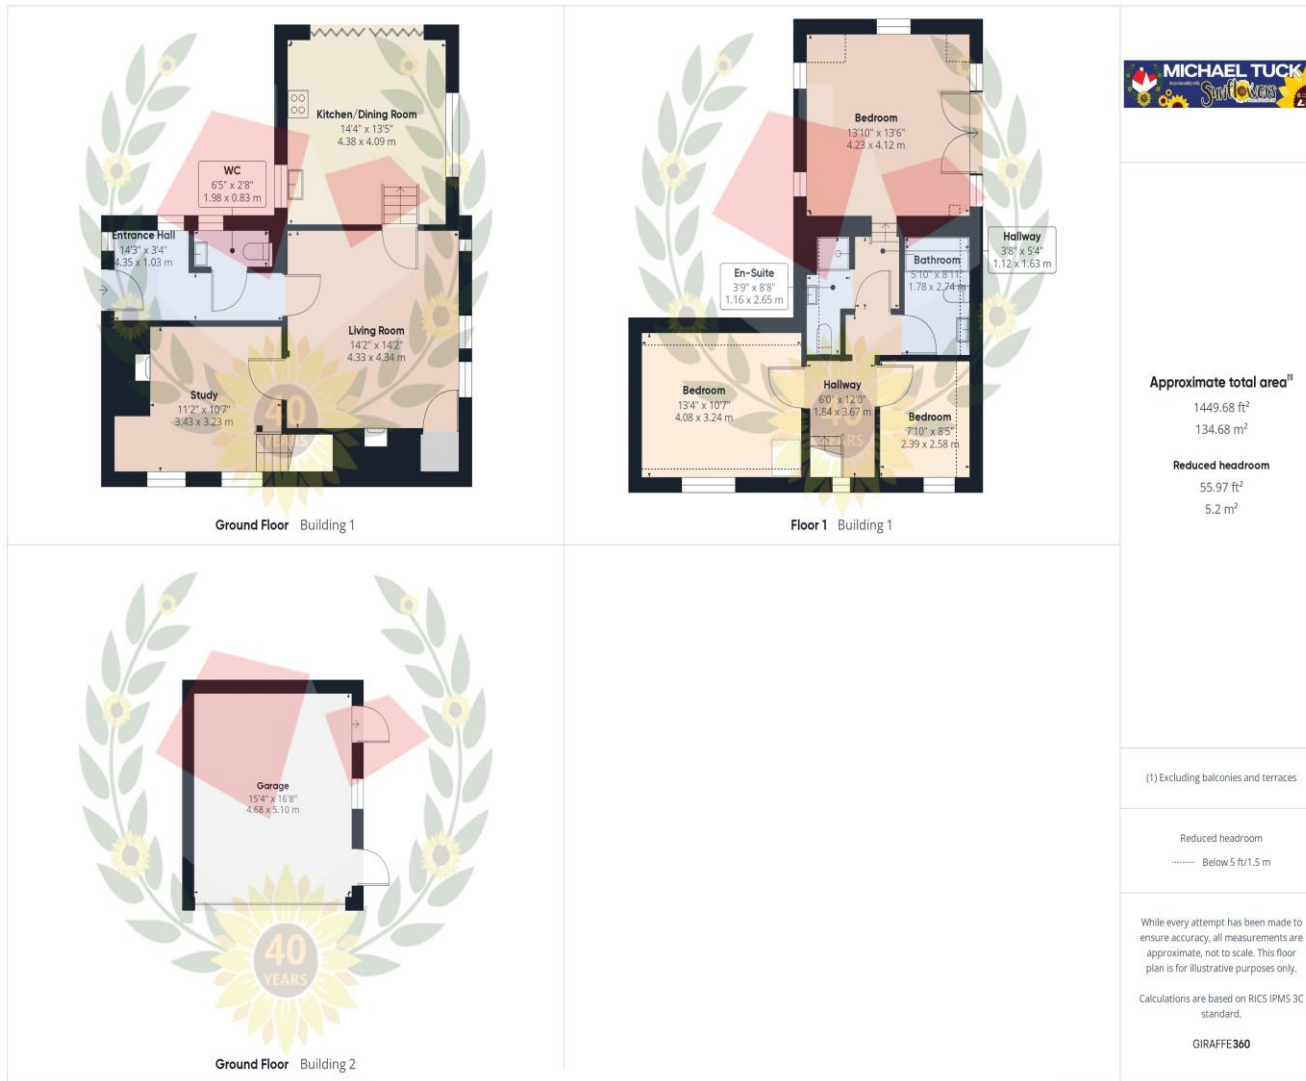 Kitchen/Dining Room
14'4" x 13'5"
4.38 x 4.09 m
WC
6'5" x 2'8"
1.98 x 0.83 m
Entrance Hall
14'3" x 3'4"
4.35 x 1.03 m
Living Room
14'2" x 14'2"
4.33 x 4.34 m
Study
11'2" x 10'7"
3.43 x 3.23 m
40
YEARS
Ground Floor Building 1
Bedroom
13'10" x 13'6"
4.23 x 4.12 m
Hallway
3'8" x 5'4"
1.12 x 1.63 m
Bathroom
5'10" x 8'11"
1.78 x 2.74 m
En-Suite
3'9" x 8'8"
1.16 x 2.65 m
Bedroom
13'4" x 10'7"
4.08 x 3.24 m
Hallway
6'0" x 12'0"
1.84 x 3.67 m
Bedroom
7'10" x 8'5"
2.39 x 2.58 m
40
YEARS
Floor 1 Building 1
Garage
15'4" x 16'8"
4.68 x 5.10 m
40
YEARS
Ground Floor Building 2
MICHAEL TUCK
Sunflowers
Approximate total area(1)
1449.68 ft²
134.68 m²
Reduced headroom
55.97 ft²
5.2 m²
(1) Excluding balconies and terraces
Reduced headroom
Below 5 ft/1.5 m
While every attempt has been made to
ensure accuracy, all measurements are
approximate, not to scale. This floor
plan is for illustrative purposes only.
Calculations are based on RICS IPMS 3C
standard.
GIRAFFE360